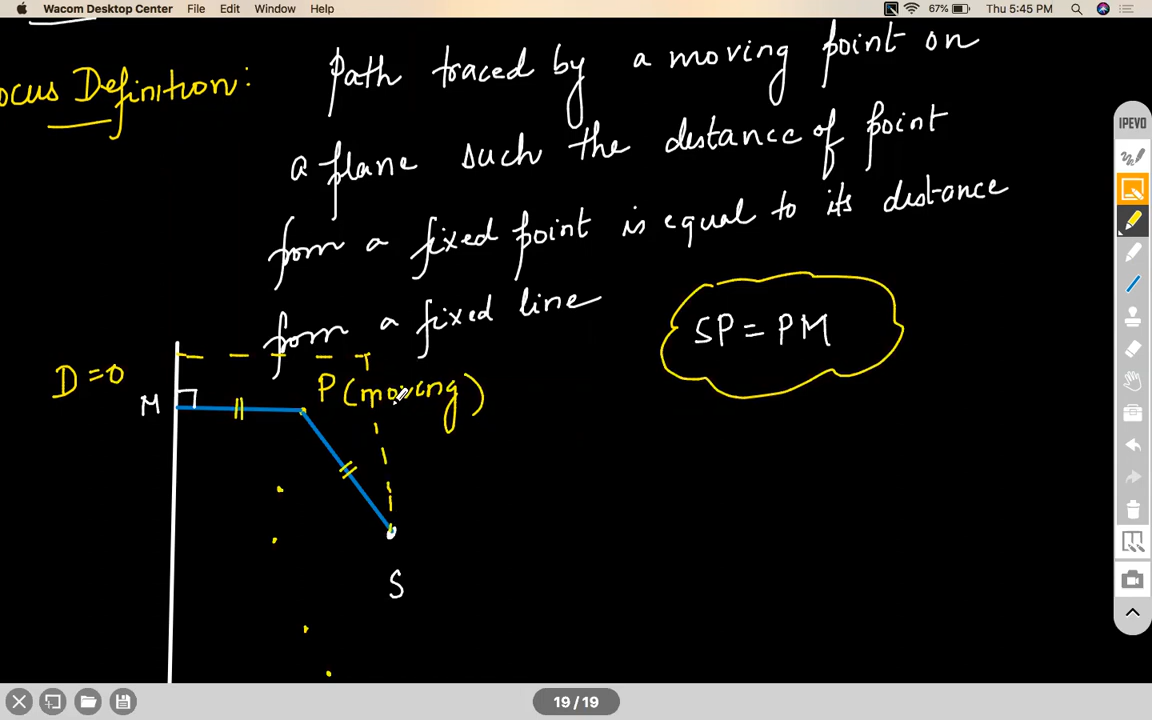 Wacom Desktop Center File Edit Window Help 67% Thu 5:45 PM
ocus Definition: Path traced by a moving point on
a plane such the distance of point
from a fixed point is equal to its distance
from a fixed line
SP = PM
IPEVO
D = 0
P (moving)
M
S
19 / 19